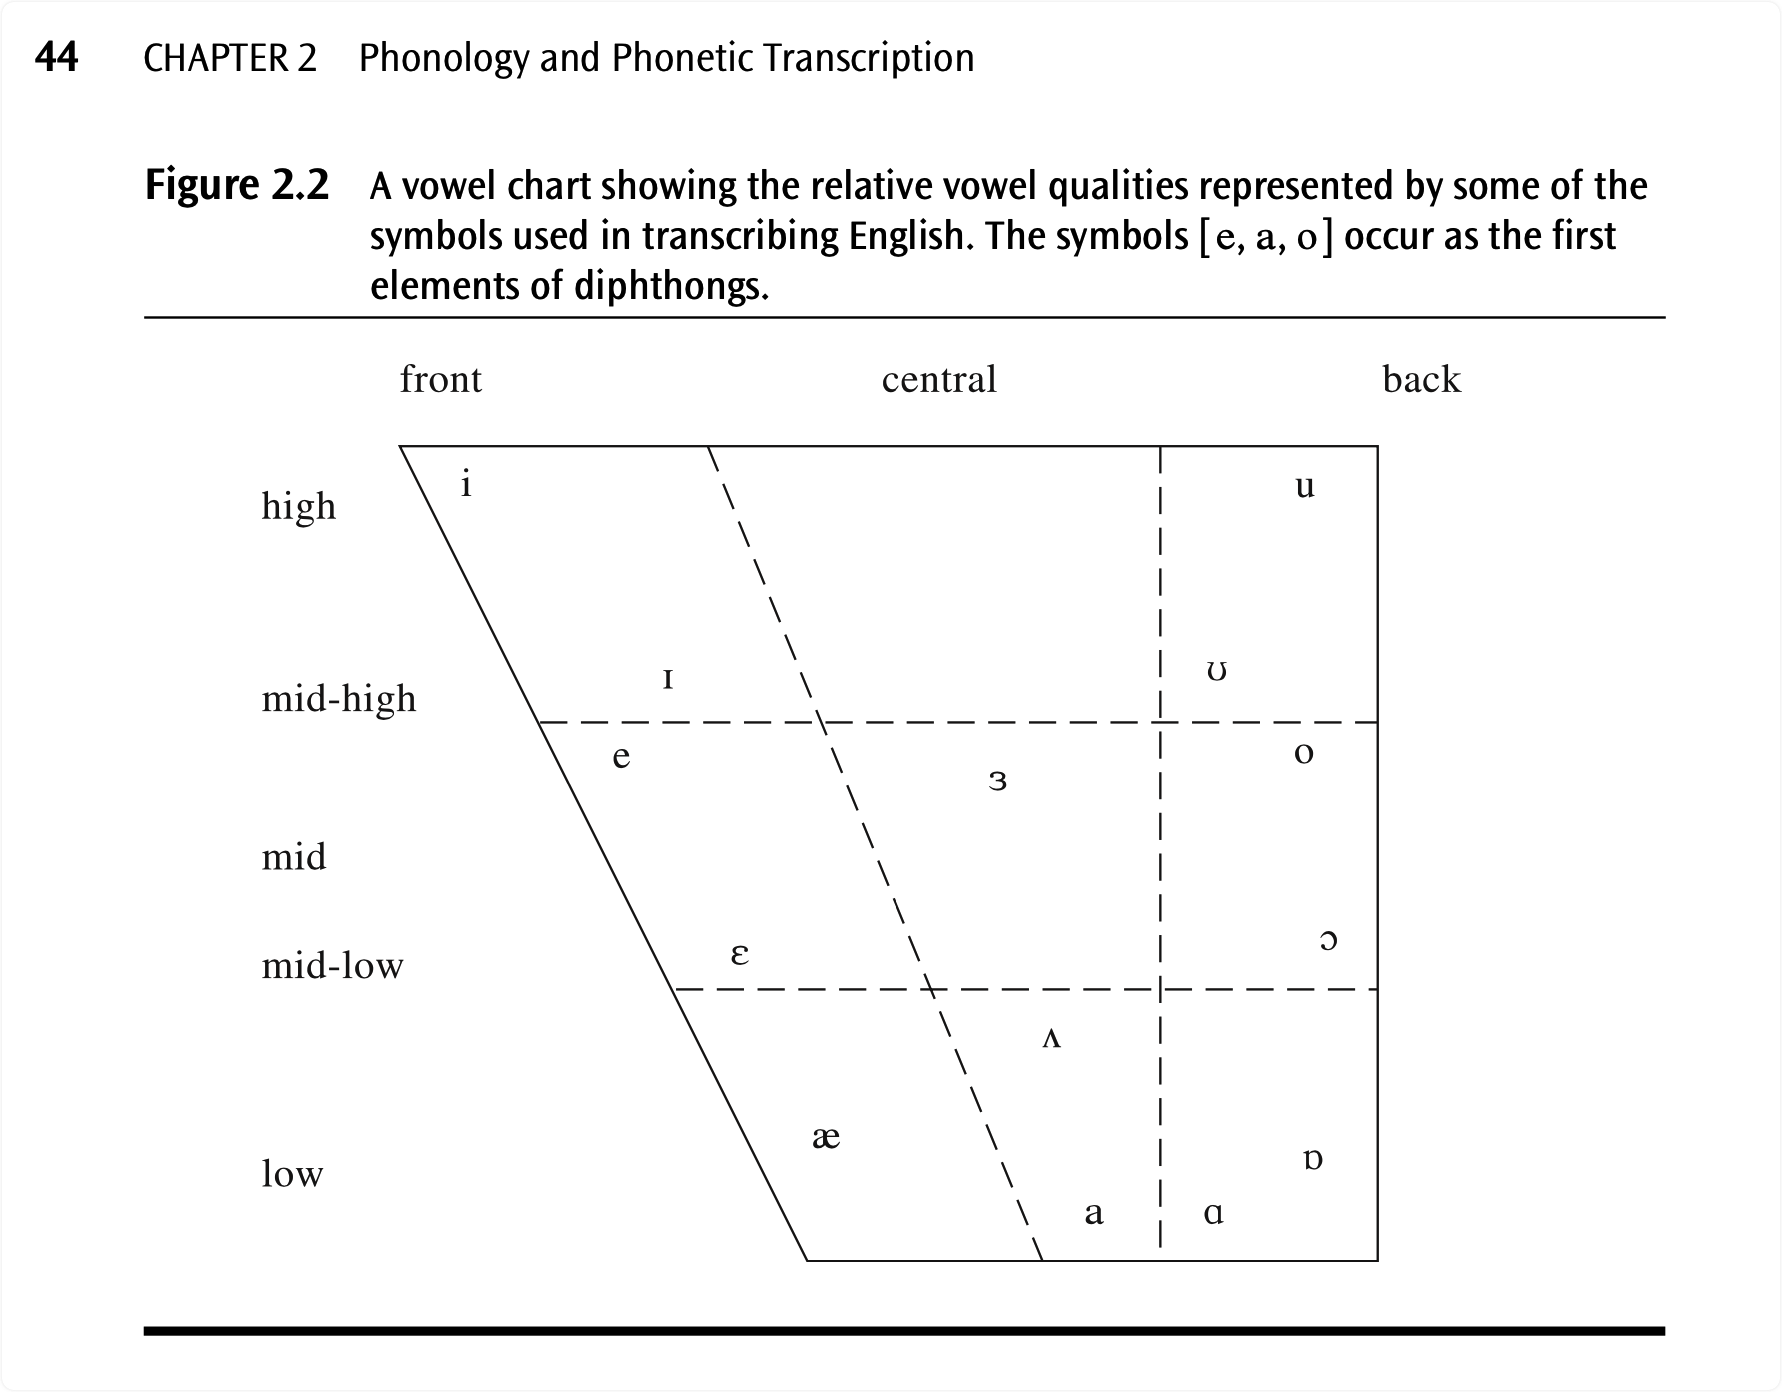 44 CHAPTER 2 Phonology and Phonetic Transcription
Figure 2.2 A vowel chart showing the relative vowel qualities represented by some of the
symbols used in transcribing English. The symbols [e, a, o] occur as the first
elements of diphthongs.
front central back
i u
high
ɪ ʊ
mid-high
e o
ɜ
mid
ɛ ɔ
mid-low
ʌ
æ ɒ
low
a ɑ